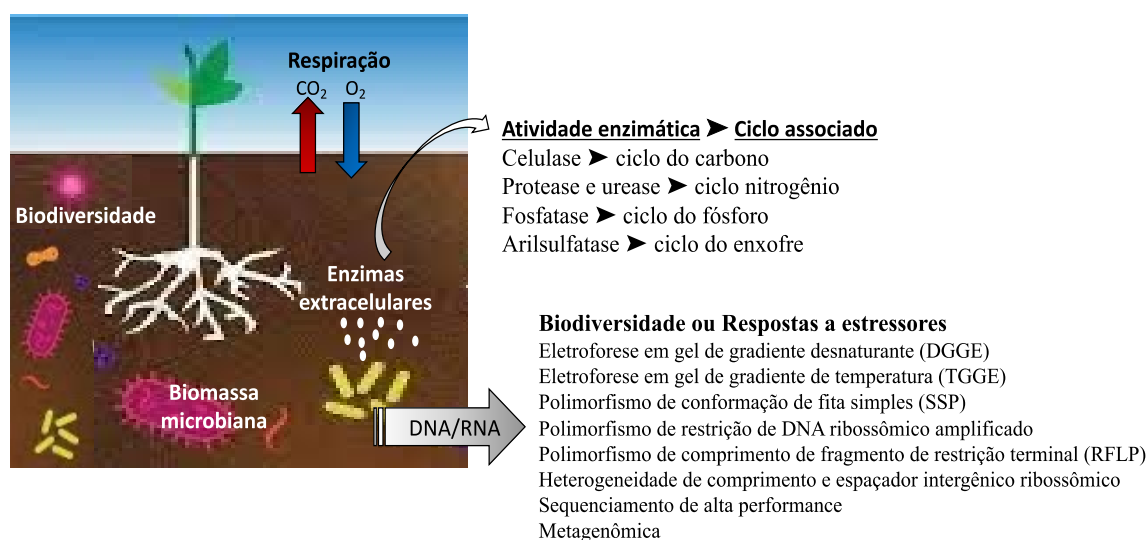 Respiração
CO₂ O₂
Biodiversidade
Enzimas
extracelulares
Biomassa
microbiana
DNA/RNA
Atividade enzimática ➤ Ciclo associado
Celulase ➤ ciclo do carbono
Protease e urease ➤ ciclo nitrogênio
Fosfatase ➤ ciclo do fósforo
Arilsulfatase ➤ ciclo do enxofre
Biodiversidade ou Respostas a estressores
Eletroforese em gel de gradiente desnaturante (DGGE)
Eletroforese em gel de gradiente de temperatura (TGGE)
Polimorfismo de conformação de fita simples (SSP)
Polimorfismo de restrição de DNA ribossômico amplificado
Polimorfismo de comprimento de fragmento de restrição terminal (RFLP)
Heterogeneidade de comprimento e espaçador intergênico ribossômico
Sequenciamento de alta performance
Metagenômica